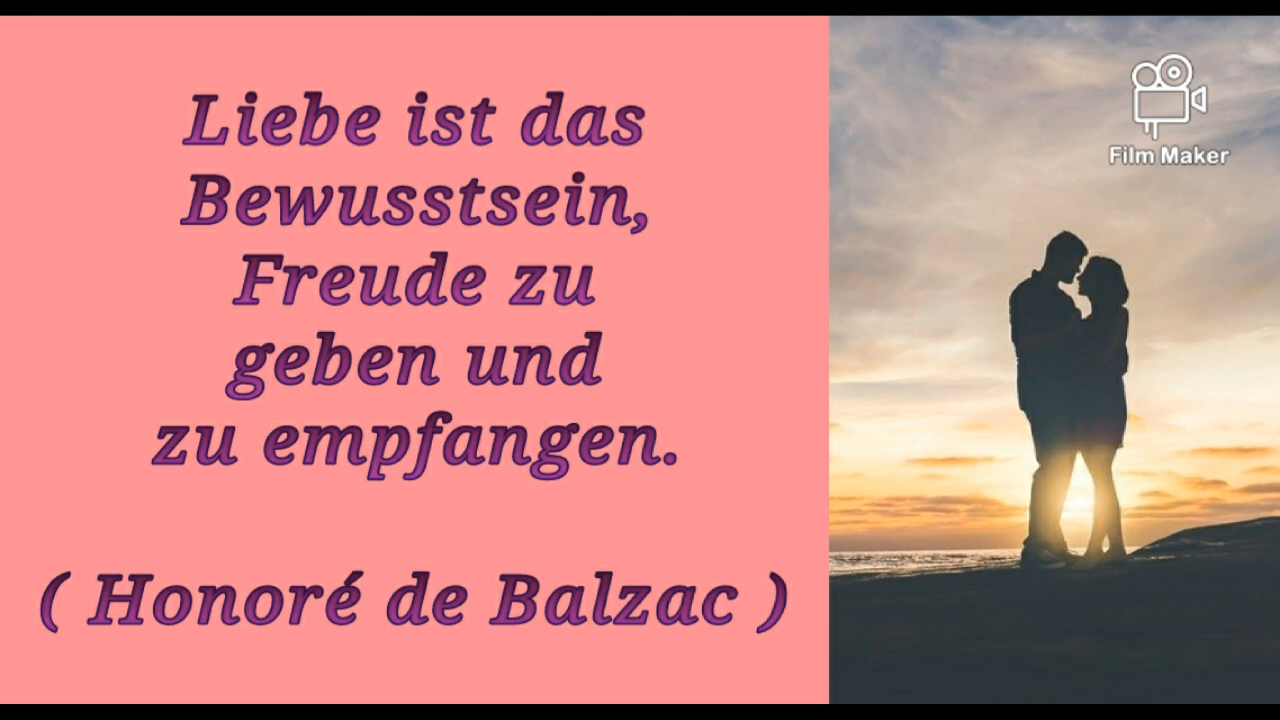 Liebe ist das
Bewusstsein,
Freude zu
geben und
zu empfangen.
( Honoré de Balzac )
Film Maker